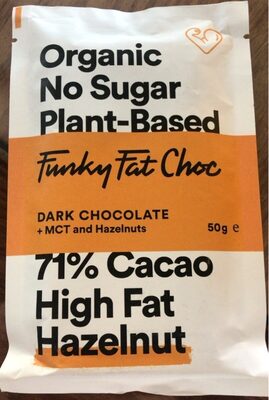 Organic
No Sugar
Plant-Based
Funky Fat Choc
DARK CHOCOLATE
+ MCT and Hazelnuts 50g ℮
71% Cacao
High Fat
Hazelnut